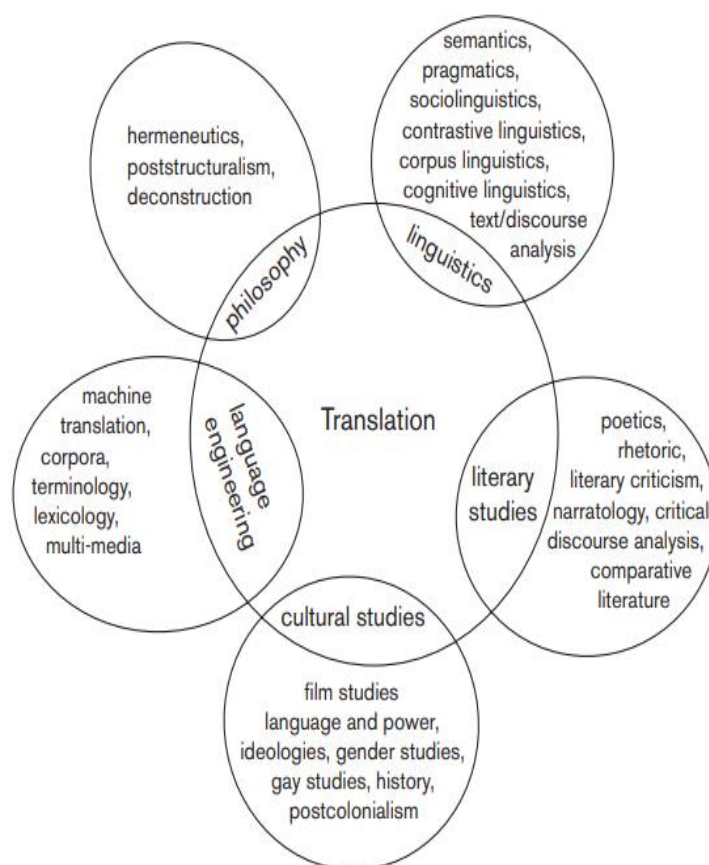 hermeneutics,
poststructuralism,
deconstruction
philosophy
semantics,
pragmatics,
sociolinguistics,
contrastive linguistics,
corpus linguistics,
cognitive linguistics,
text/discourse
analysis
linguistics
Translation
machine
translation,
corpora,
terminology,
lexicology,
multi-media
language
engineering
literary
studies
poetics,
rhetoric,
literary criticism,
narratology, critical
discourse analysis,
comparative
literature
cultural studies
film studies
language and power,
ideologies, gender studies,
gay studies, history,
postcolonialism